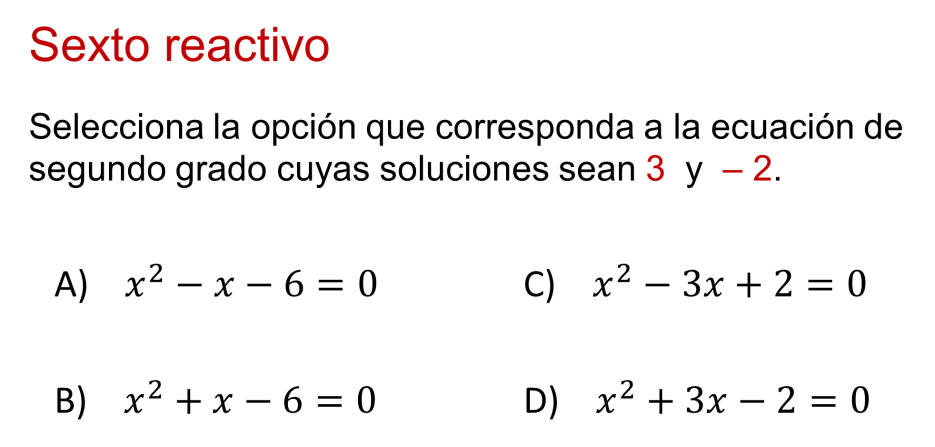 Sexto reactivo
Selecciona la opción que corresponda a la ecuación de
segundo grado cuyas soluciones sean 3 y – 2.
A) x² − x − 6 = 0
C) x² − 3x + 2 = 0
B) x² + x − 6 = 0
D) x² + 3x − 2 = 0